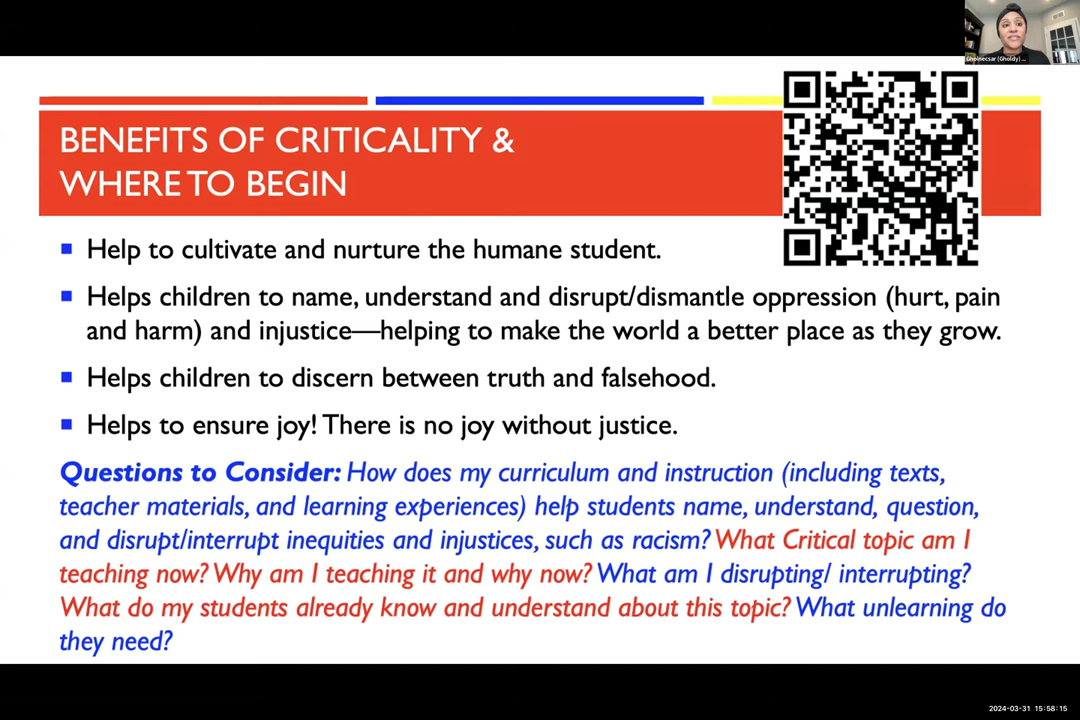 Gholnecsar (Gholdy) ...
BENEFITS OF CRITICALITY &
WHERE TO BEGIN
Help to cultivate and nurture the humane student.
Helps children to name, understand and disrupt/dismantle oppression (hurt, pain
and harm) and injustice—helping to make the world a better place as they grow.
Helps children to discern between truth and falsehood.
Helps to ensure joy! There is no joy without justice.
Questions to Consider: How does my curriculum and instruction (including texts,
teacher materials, and learning experiences) help students name, understand, question,
and disrupt/interrupt inequities and injustices, such as racism? What Critical topic am I
teaching now? Why am I teaching it and why now? What am I disrupting/ interrupting?
What do my students already know and understand about this topic? What unlearning do
they need?
2024-03-31 15:58:15